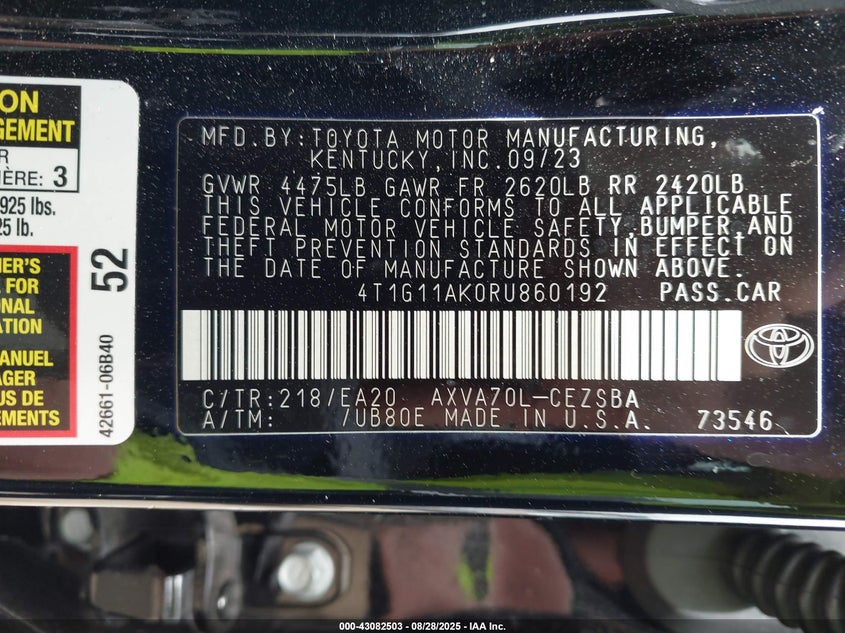 ON
GEMENT
R
IÈRE: 3
925 lbs.
25 lb.
ER'S
FOR
ONAL
ATION
ANUEL
AGER
US DE
EMENTS
52
42661-06B40
MFD.BY:TOYOTA MOTOR MANUFACTURING,
KENTUCKY,INC.09/23
GVWR 4475LB GAWR FR 2620LB RR 2420LB
THIS VEHICLE CONFORMS TO ALL APPLICABLE
FEDERAL MOTOR VEHICLE SAFETY,BUMPER,AND
THEFT PREVENTION STANDARDS IN EFFECT ON
THE DATE OF MANUFACTURE SHOWN ABOVE.
4T1G11AK0RU860192 PASS.CAR
C/TR:218/EA20 AXVA70L-CEZSBA
A/TM: /UB80E MADE IN U.S.A. 73546
000-43082503 - 08/28/2025 - IAA Inc.